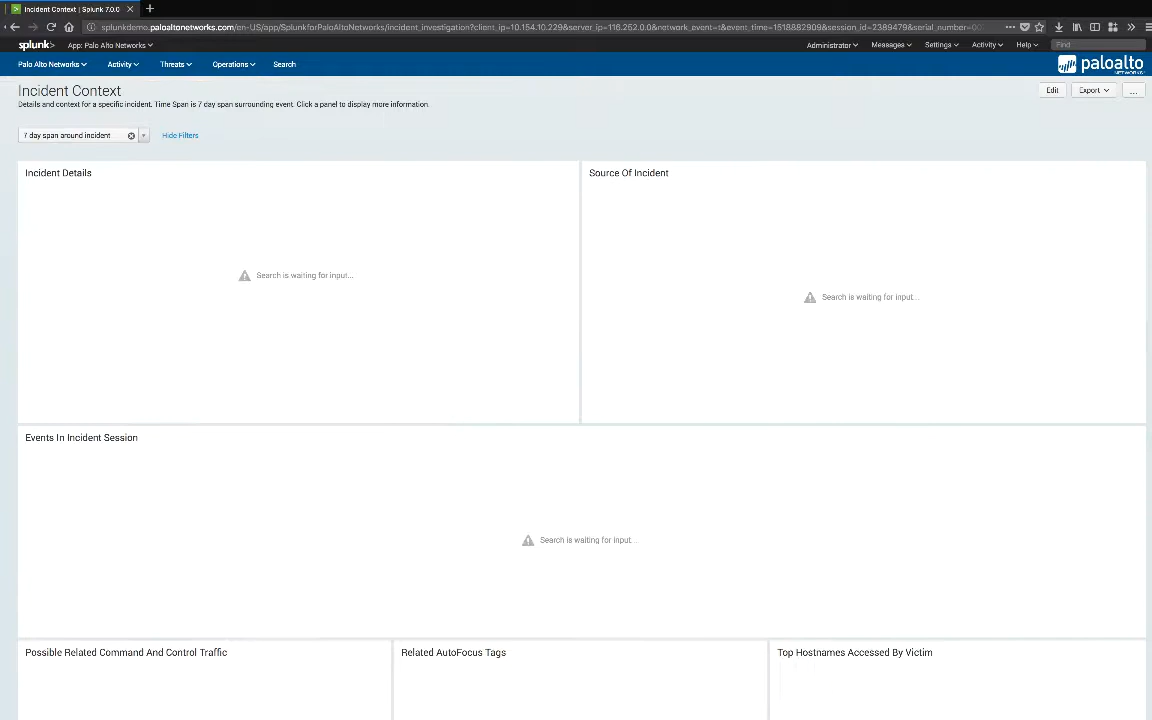 Incident Context | Splunk 7.0.0
splunkdemo.paloaltonetworks.com/en-US/app/SplunkforPaloAltoNetworks/incident_investigation?client_ip=10.154.10.229&server_ip=116.252.0.0&network_event=t&event_time=1518882909&session_id=2389479&serial_number=00
splunk> App: Palo Alto Networks Administrator Messages Settings Activity Help Find
Palo Alto Networks Activity Threats Operations Search paloalto
NETWORKS
Incident Context Edit Export ...
Details and context for a specific incident. Time Span is 7 day span surrounding event. Click a panel to display more information.
7 day span around incident Hide Filters
Incident Details Source Of Incident
Search is waiting for input...
Search is waiting for input...
Events In Incident Session
Search is waiting for input...
Possible Related Command And Control Traffic Related AutoFocus Tags Top Hostnames Accessed By Victim